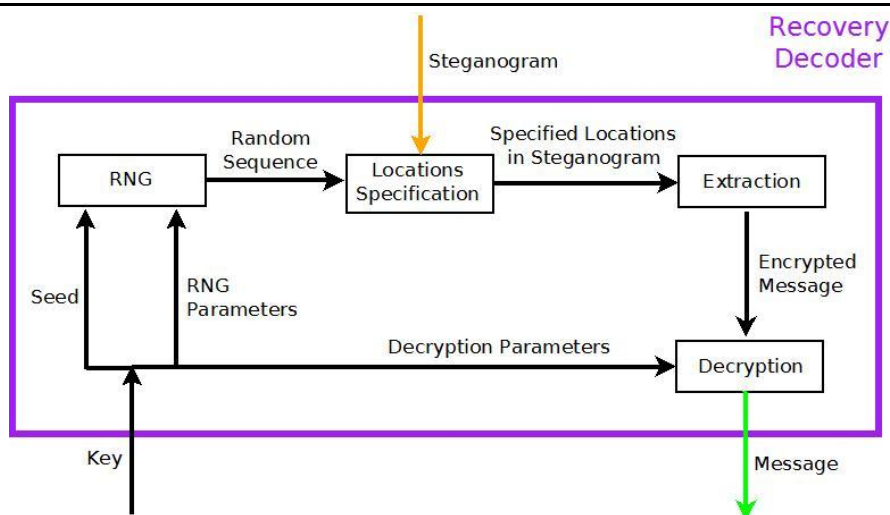 Recovery
Decoder
Steganogram
Random
Sequence
Specified Locations
in Steganogram
RNG
Locations
Specification
Extraction
Seed
RNG
Parameters
Encrypted
Message
Decryption Parameters
Decryption
Key
Message